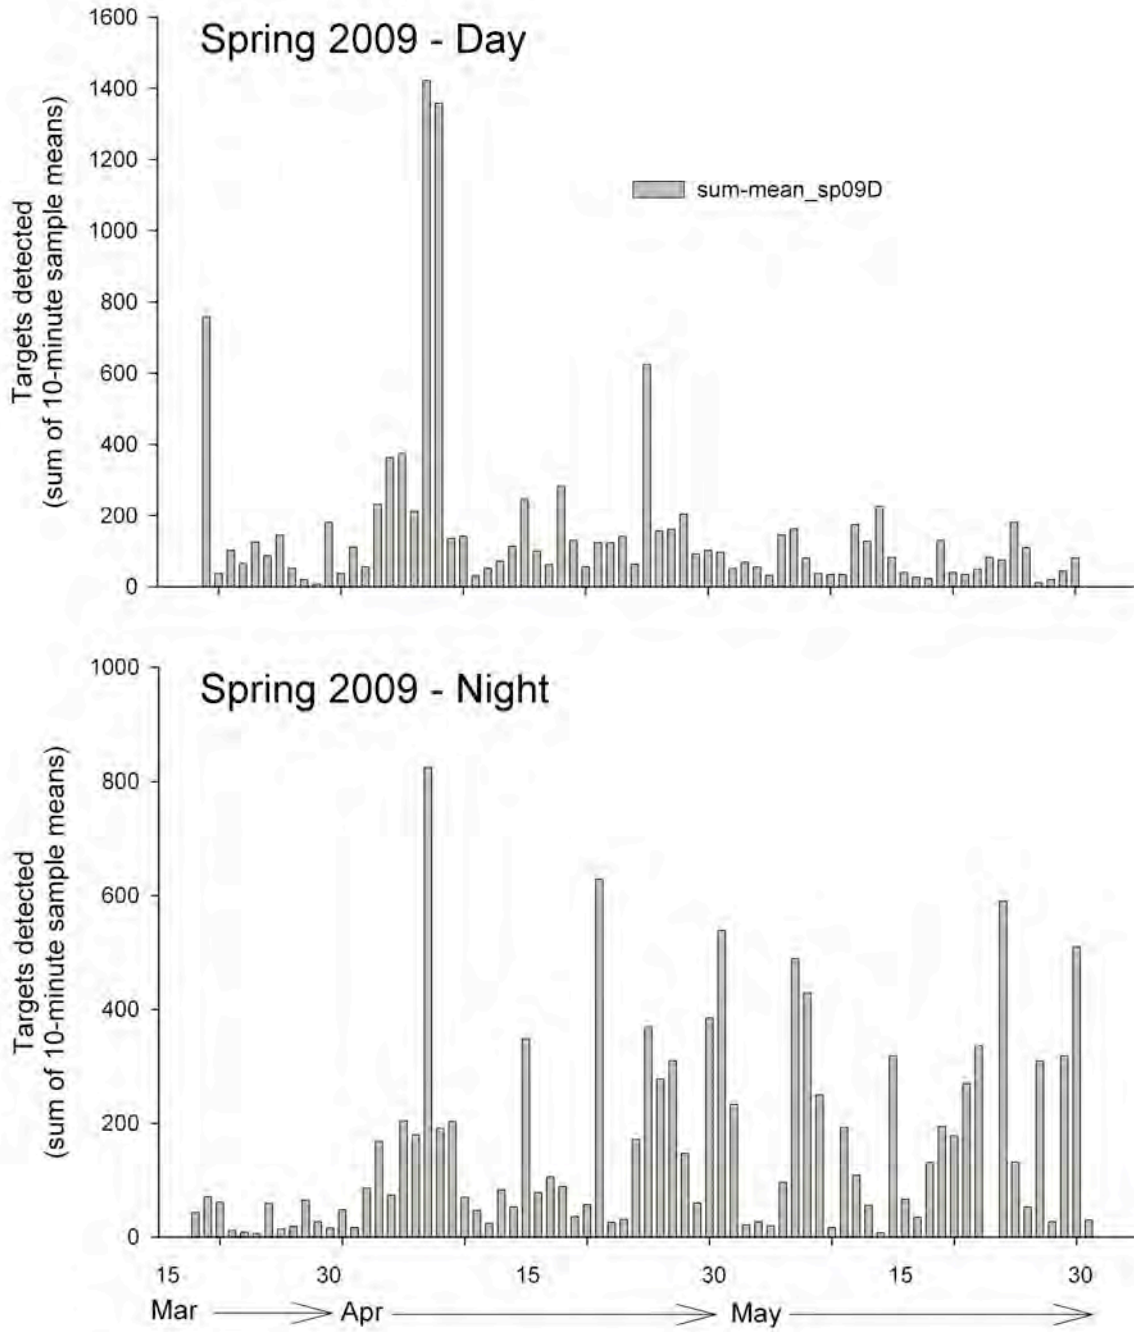 Spring 2009 - Day
1600
1400
1200
1000
800
600
400
200
0
Targets detected
(sum of 10-minute sample means)
sum-mean_sp09D
Spring 2009 - Night
1000
800
600
400
200
0
Targets detected
(sum of 10-minute sample means)
15 30 15 30 15 30
Mar Apr May